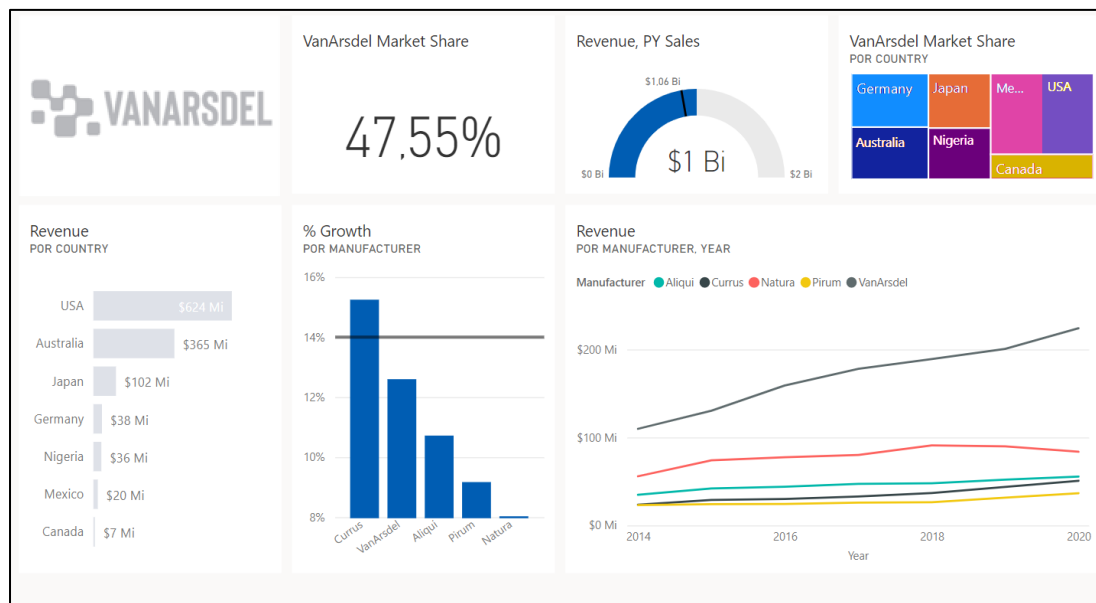 VANARSDEL
VanArsdel Market Share
47,55%
Revenue, PY Sales
$1,06 Bi
$0 Bi
$1 Bi
$2 Bi
VanArsdel Market Share
POR COUNTRY
Germany
Japan
Me...
USA
Australia
Nigeria
Canada
Revenue
POR COUNTRY
USA $624 Mi
Australia $365 Mi
Japan $102 Mi
Germany $38 Mi
Nigeria $36 Mi
Mexico $20 Mi
Canada $7 Mi
% Growth
POR MANUFACTURER
16%
14%
12%
10%
8%
Currus VanArsdel Aliqui Pirum Natura
Revenue
POR MANUFACTURER, YEAR
Manufacturer Aliqui Currus Natura Pirum VanArsdel
$200 Mi
$100 Mi
$0 Mi
2014 2016 2018 2020
Year